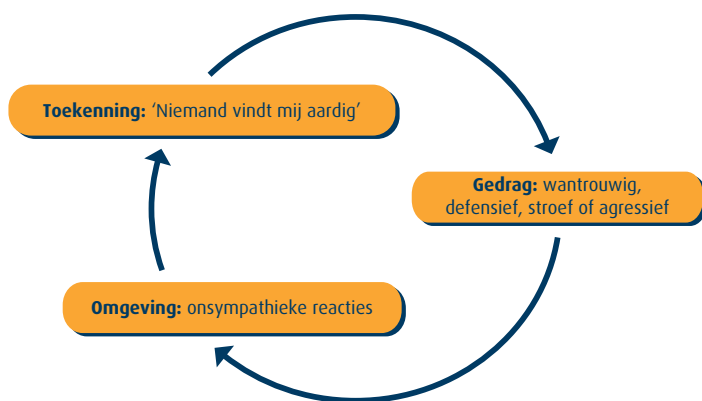 Toekenning: ‘Niemand vindt mij aardig’
Gedrag: wantrouwig,
defensief, stroef of agressief
Omgeving: onsympathieke reacties